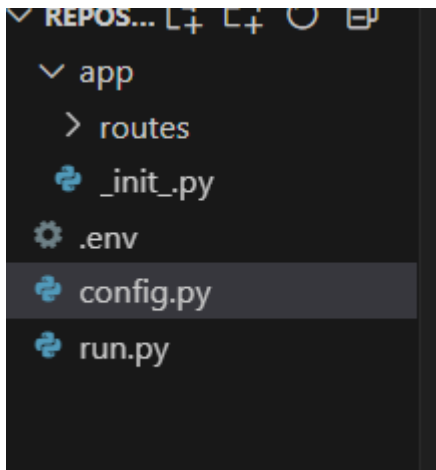 REPOS...
app
routes
_init_.py
.env
config.py
run.py